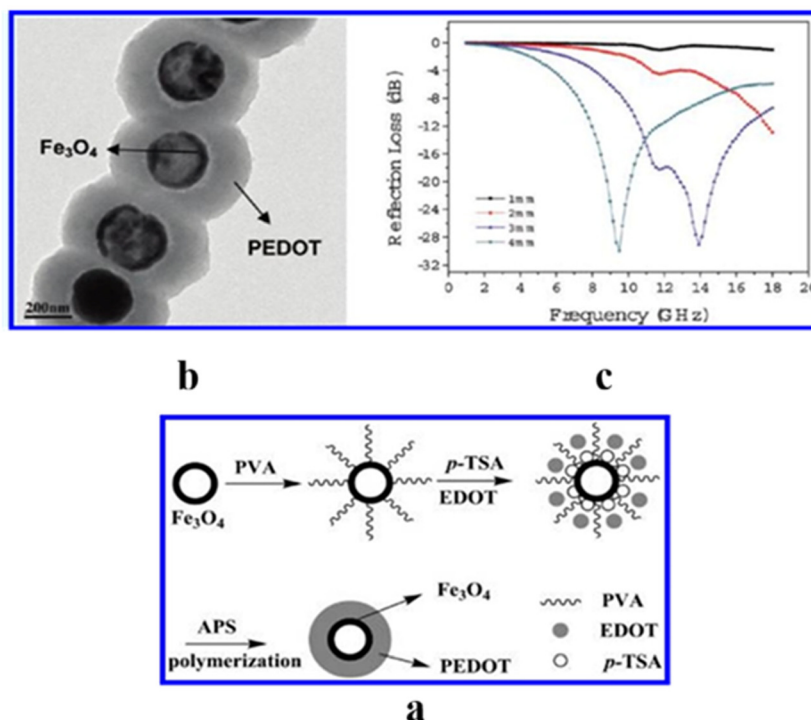 Fe3O4
PEDOT
200nm
Reflection Loss (dB)
0
-4
-8
-12
-16
-20
-24
-28
-32
1mm
2mm
3mm
4mm
0 2 4 6 8 10 12 14 16 18 20
Frequency (GHz)
b c
Fe3O4
PVA
p-TSA
EDOT
APS
polymerization
Fe3O4
PEDOT
PVA
EDOT
p-TSA
a